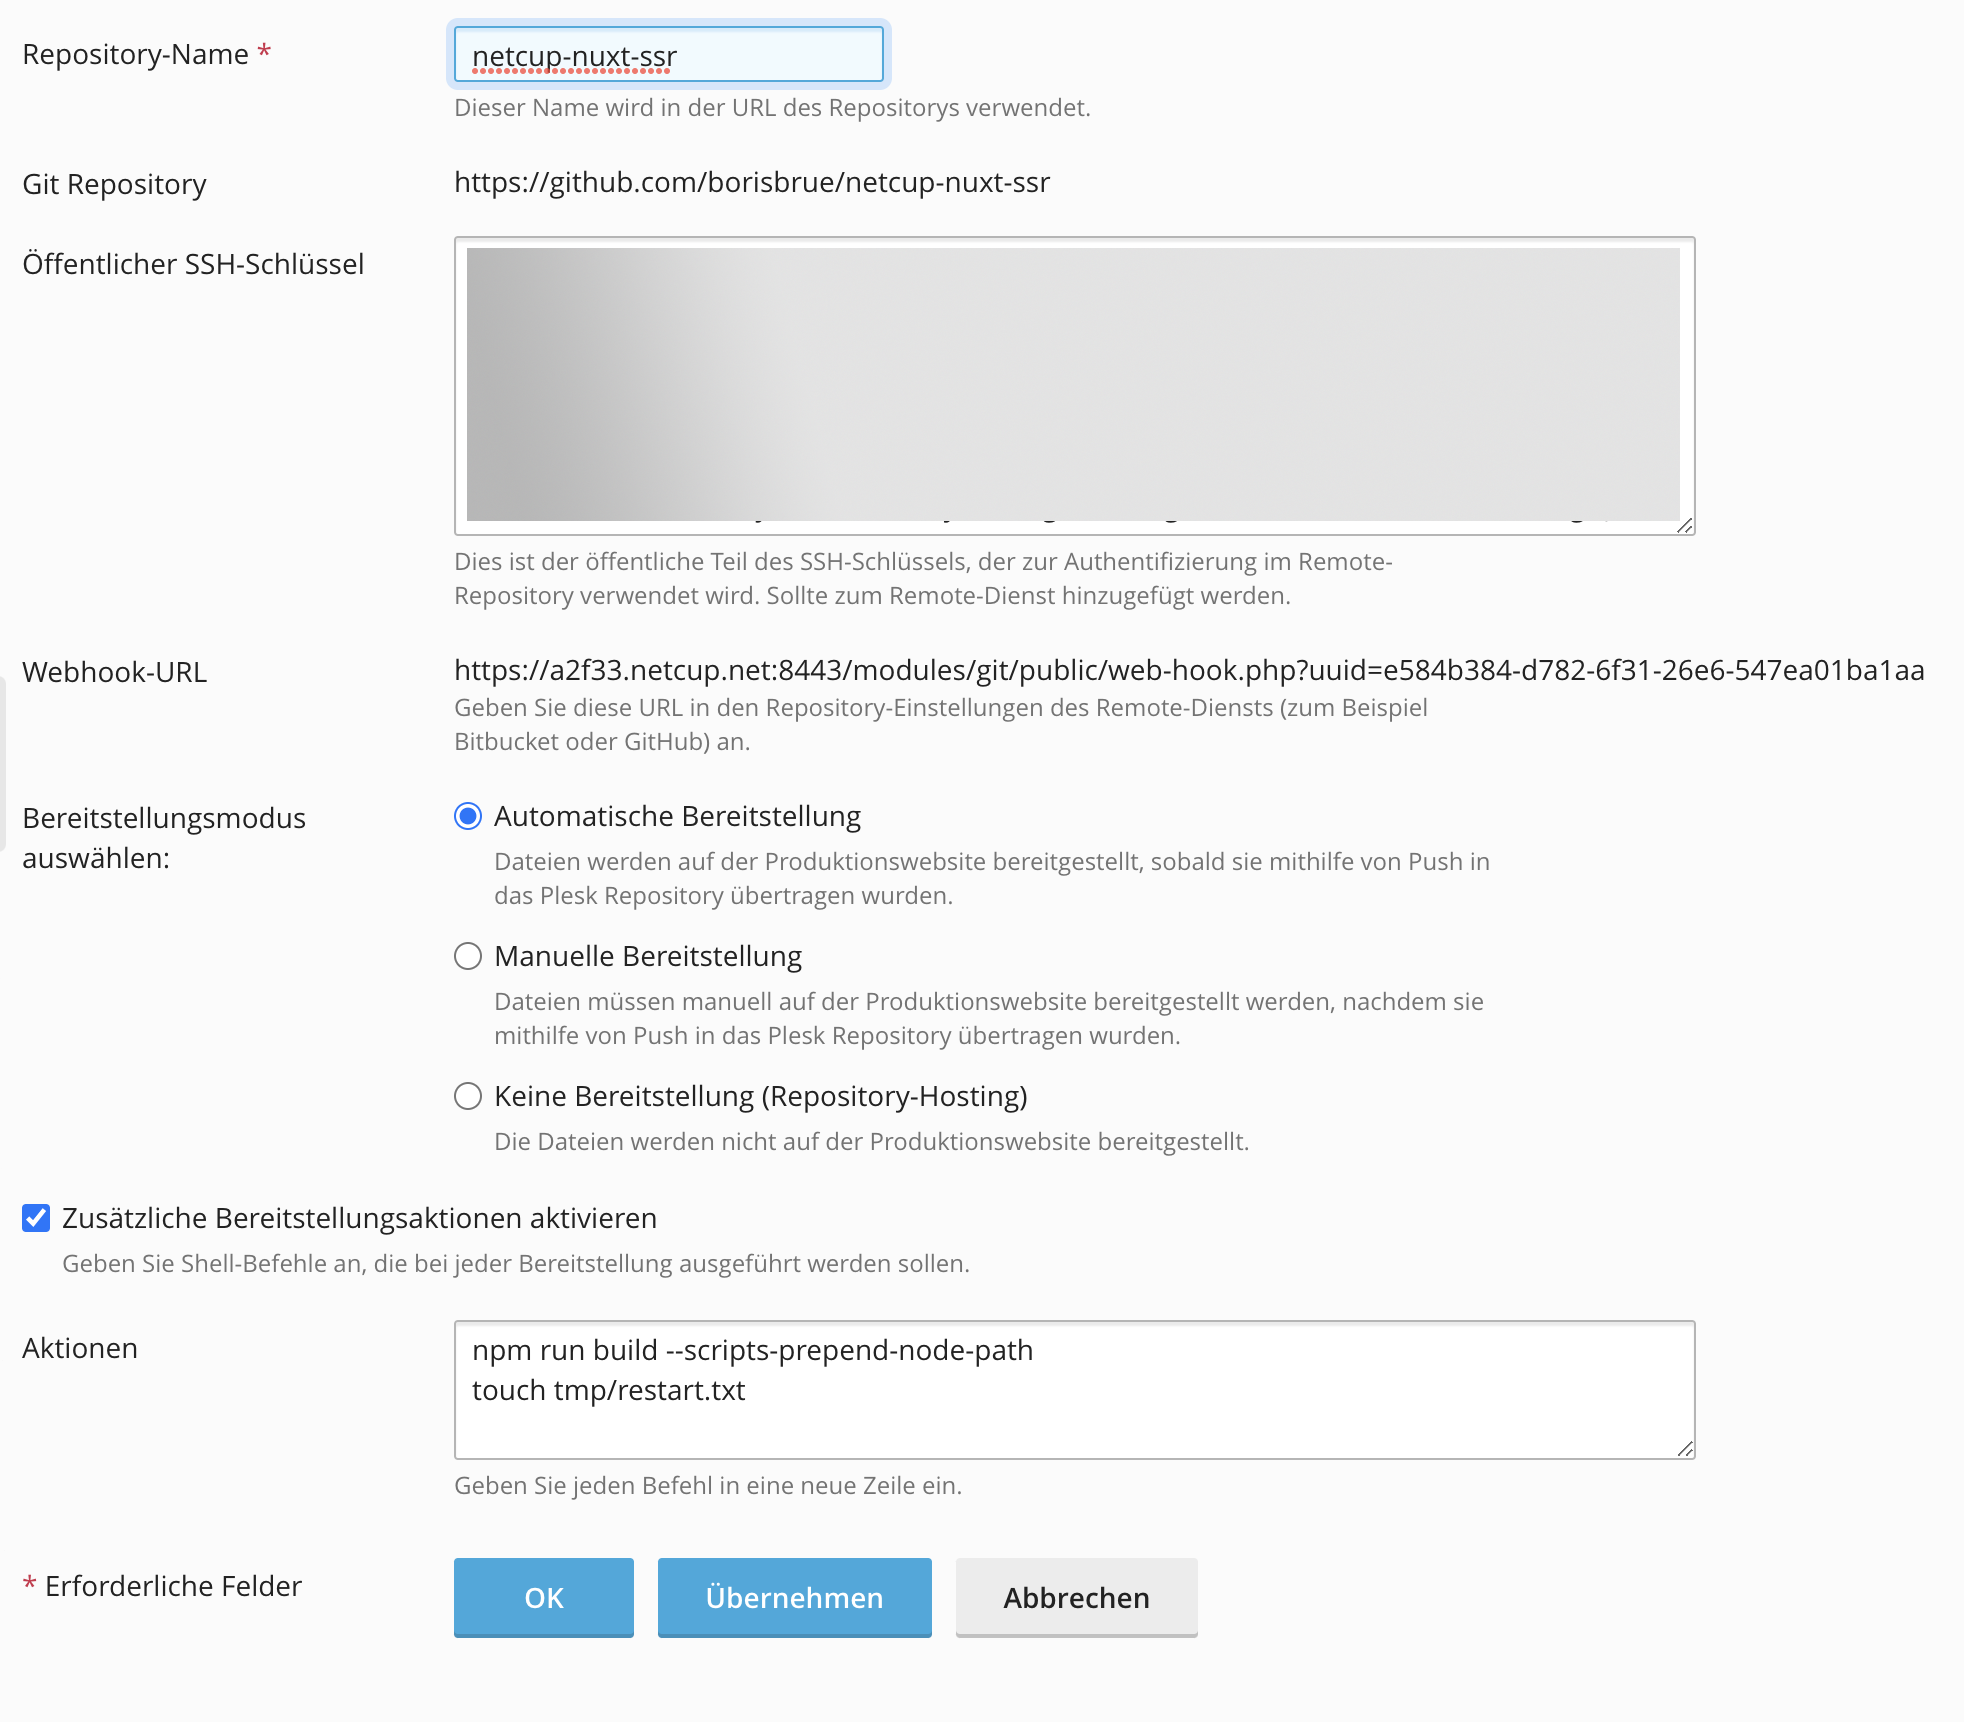 Repository-Name *
netcup-nuxt-ssr
Dieser Name wird in der URL des Repositorys verwendet.
Git Repository
https://github.com/borisbrue/netcup-nuxt-ssr
Öffentlicher SSH-Schlüssel
Dies ist der öffentliche Teil des SSH-Schlüssels, der zur Authentifizierung im Remote-
Repository verwendet wird. Sollte zum Remote-Dienst hinzugefügt werden.
Webhook-URL
https://a2f33.netcup.net:8443/modules/git/public/web-hook.php?uuid=e584b384-d782-6f31-26e6-547ea01ba1aa
Geben Sie diese URL in den Repository-Einstellungen des Remote-Diensts (zum Beispiel
Bitbucket oder GitHub) an.
Bereitstellungsmodus
auswählen:
Automatische Bereitstellung
Dateien werden auf der Produktionswebsite bereitgestellt, sobald sie mithilfe von Push in
das Plesk Repository übertragen wurden.
Manuelle Bereitstellung
Dateien müssen manuell auf der Produktionswebsite bereitgestellt werden, nachdem sie
mithilfe von Push in das Plesk Repository übertragen wurden.
Keine Bereitstellung (Repository-Hosting)
Die Dateien werden nicht auf der Produktionswebsite bereitgestellt.
Zusätzliche Bereitstellungsaktionen aktivieren
Geben Sie Shell-Befehle an, die bei jeder Bereitstellung ausgeführt werden sollen.
Aktionen
npm run build --scripts-prepend-node-path
touch tmp/restart.txt
Geben Sie jeden Befehl in eine neue Zeile ein.
* Erforderliche Felder
OK
Übernehmen
Abbrechen